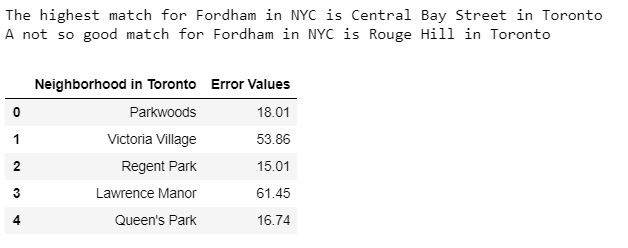 The highest match for Fordham in NYC is Central Bay Street in Toronto
A not so good match for Fordham in NYC is Rouge Hill in Toronto
Neighborhood in Toronto Error Values
0 Parkwoods 18.01
1 Victoria Village 53.86
2 Regent Park 15.01
3 Lawrence Manor 61.45
4 Queen's Park 16.74